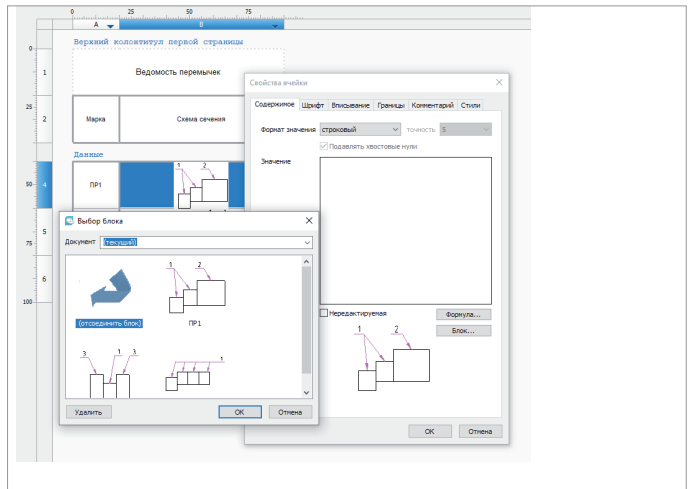 0 25 50 75
A B
Верхний колонтитул первой страницы
0
1 Ведомость перемычек
25
2 Марка Схема сечения
Данные
50 4 ПР1 1 2
5
75
6
100
Свойства ячейки
Содержимое Шрифт Вписывание Границы Комментарий Стили
Формат значения строковый точность 5
Подавлять хвостовые нули
Значение
Нередактируемая Формула...
Блок...
1 2
ОК Отмена
Выбор блока
Документ (текущий)
1 2
(отсоединить блок) ПР1
3 1 3 1
Удалить ОК Отмена